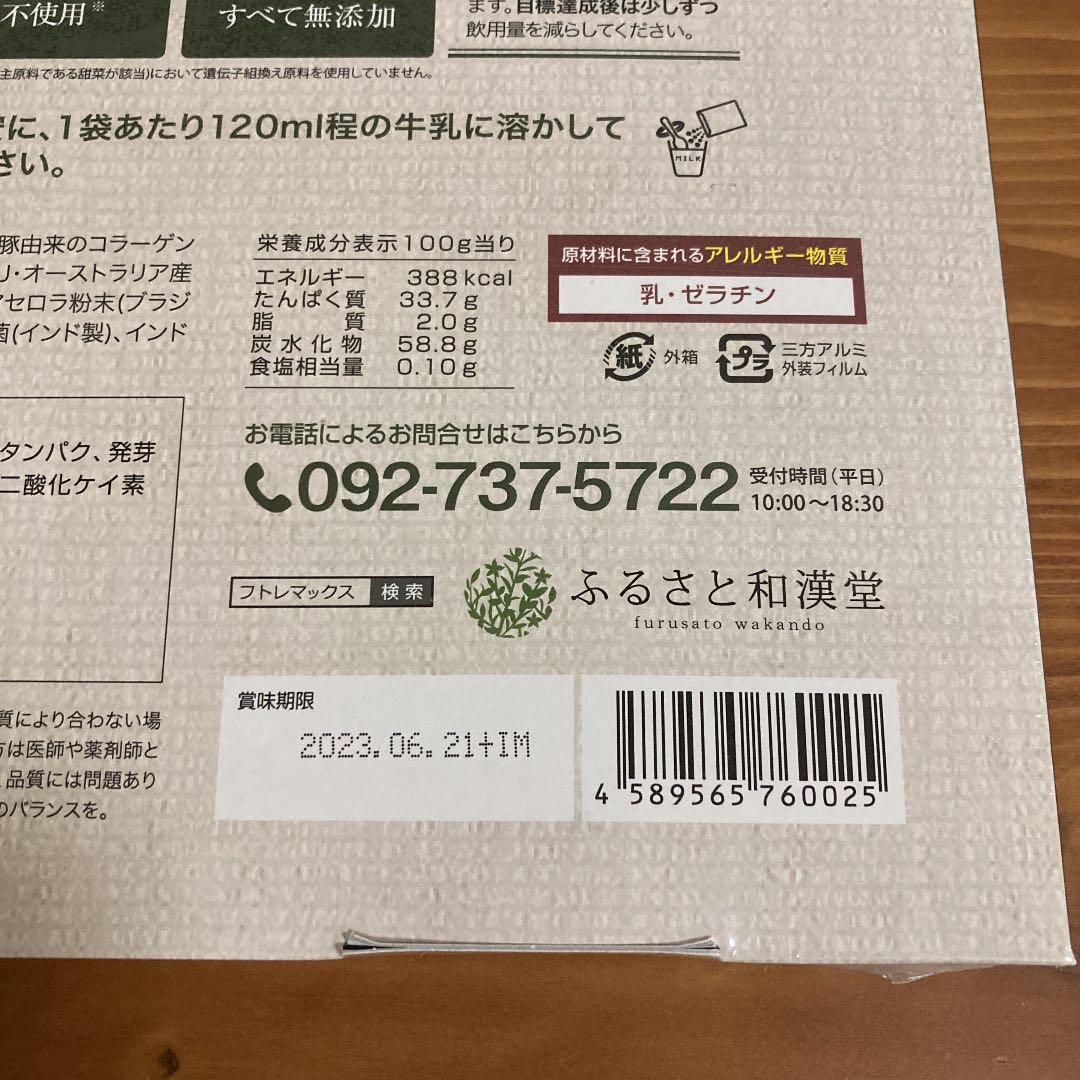 不使用※
すべて無添加
ます。目標達成後は少しずつ
飲用量を減らしてください。
主原料である甜菜が該当)において遺伝子組換え原料を使用していません。
に、1袋あたり120ml程の牛乳に溶かして
さい。
MILK
豚由来のコラーゲン
リ・オーストラリア産
アセロラ粉末(ブラジ
菌(インド製)、インド
栄養成分表示100g当り
エネルギー 388kcal
たんぱく質 33.7g
脂質 2.0g
炭水化物 58.8g
食塩相当量 0.10g
原材料に含まれるアレルギー物質
乳・ゼラチン
紙 外箱
プラ 三方アルミ
外装フィルム
タンパク、発芽
二酸化ケイ素
お電話によるお問合せはこちらから
092-737-5722
受付時間(平日)
10:00〜18:30
フトレマックス 検索
ふるさと和漢堂
furusato wakando
質により合わない場
方は医師や薬剤師と
品質には問題あり
のバランスを。
賞味期限
2023.06.21+IM
4 589565 760025